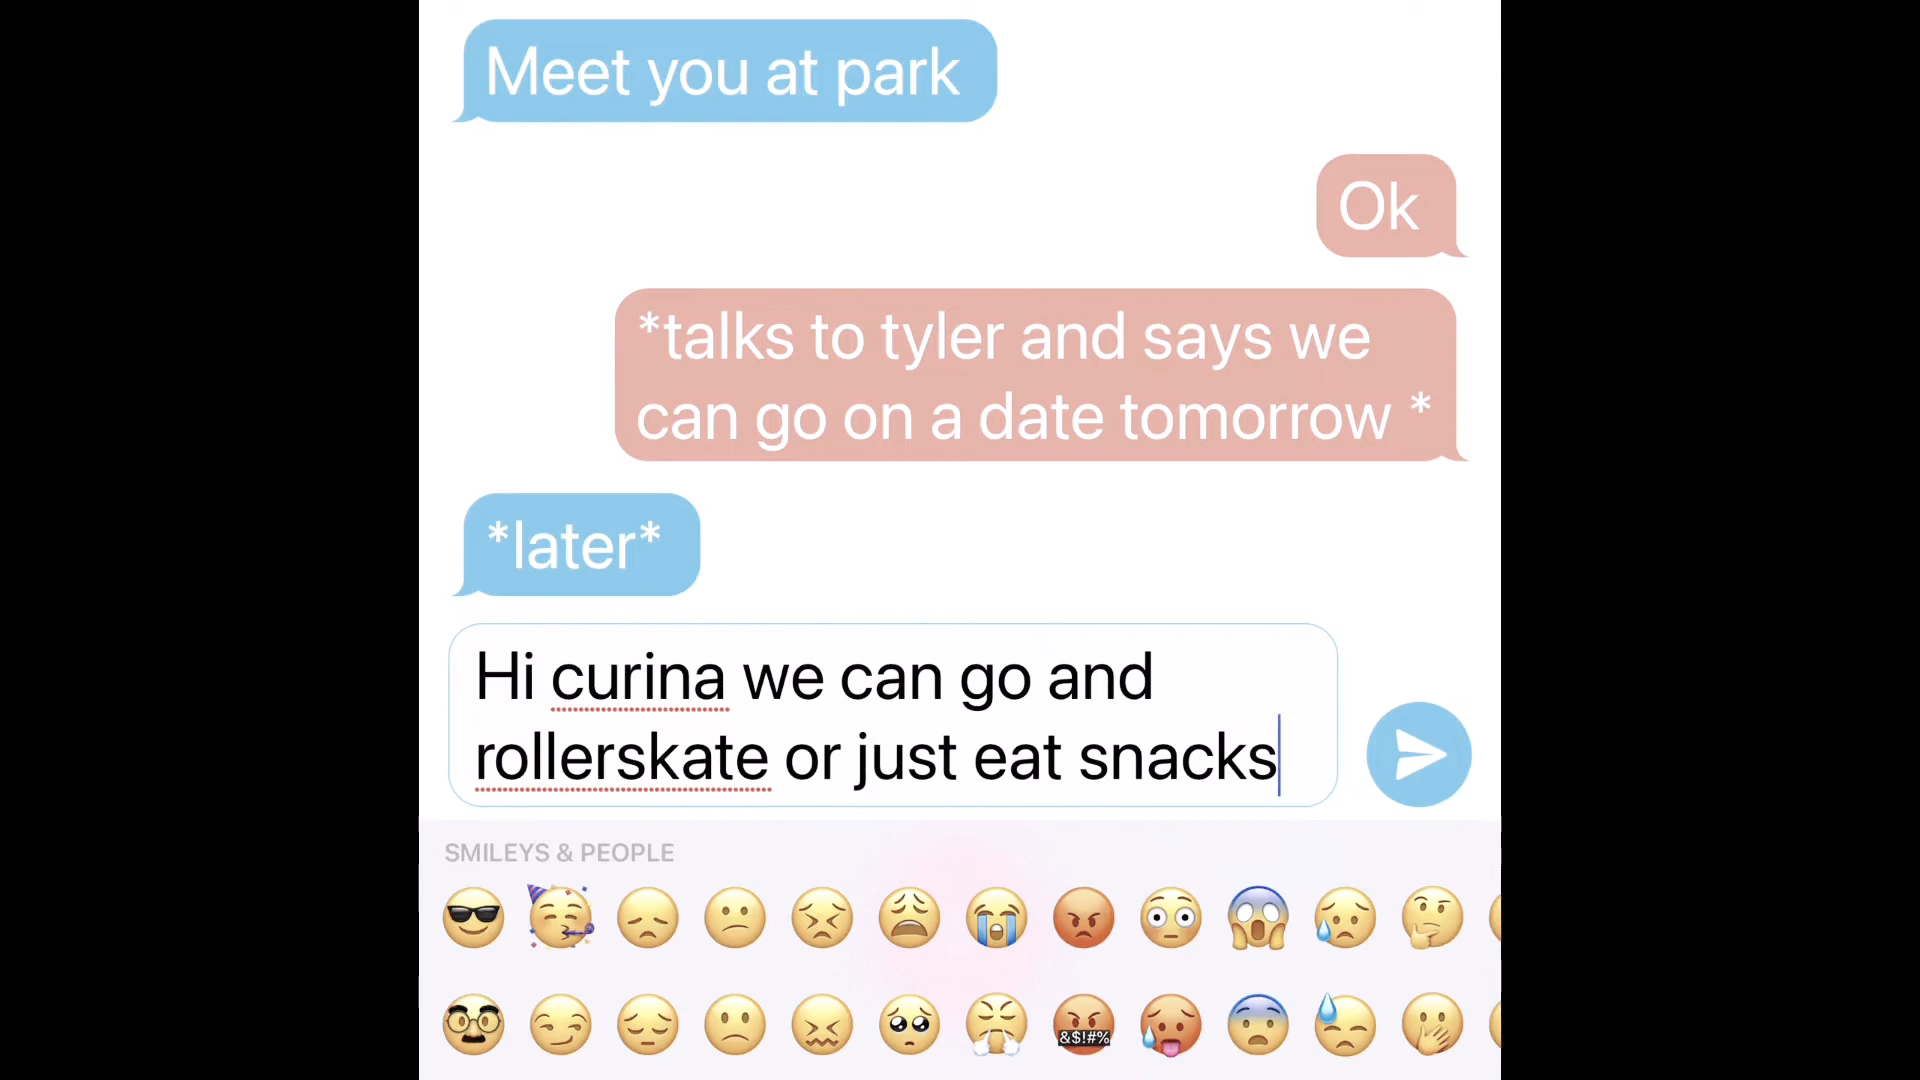 Meet you at park
Ok
*talks to tyler and says we
can go on a date tomorrow *
*later*
Hi curina we can go and
rollerskate or just eat snacks
SMILEYS & PEOPLE
&$!#%